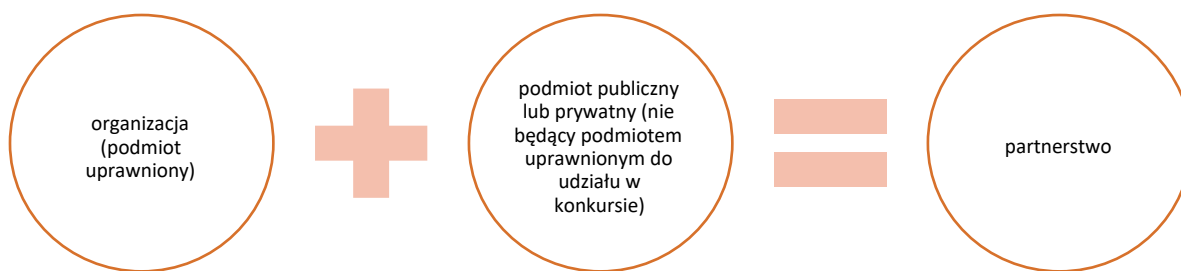 organizacja
(podmiot
uprawniony)
podmiot publiczny
lub prywatny (nie
będący podmiotem
uprawnionym do
udziału w
konkursie)
partnerstwo